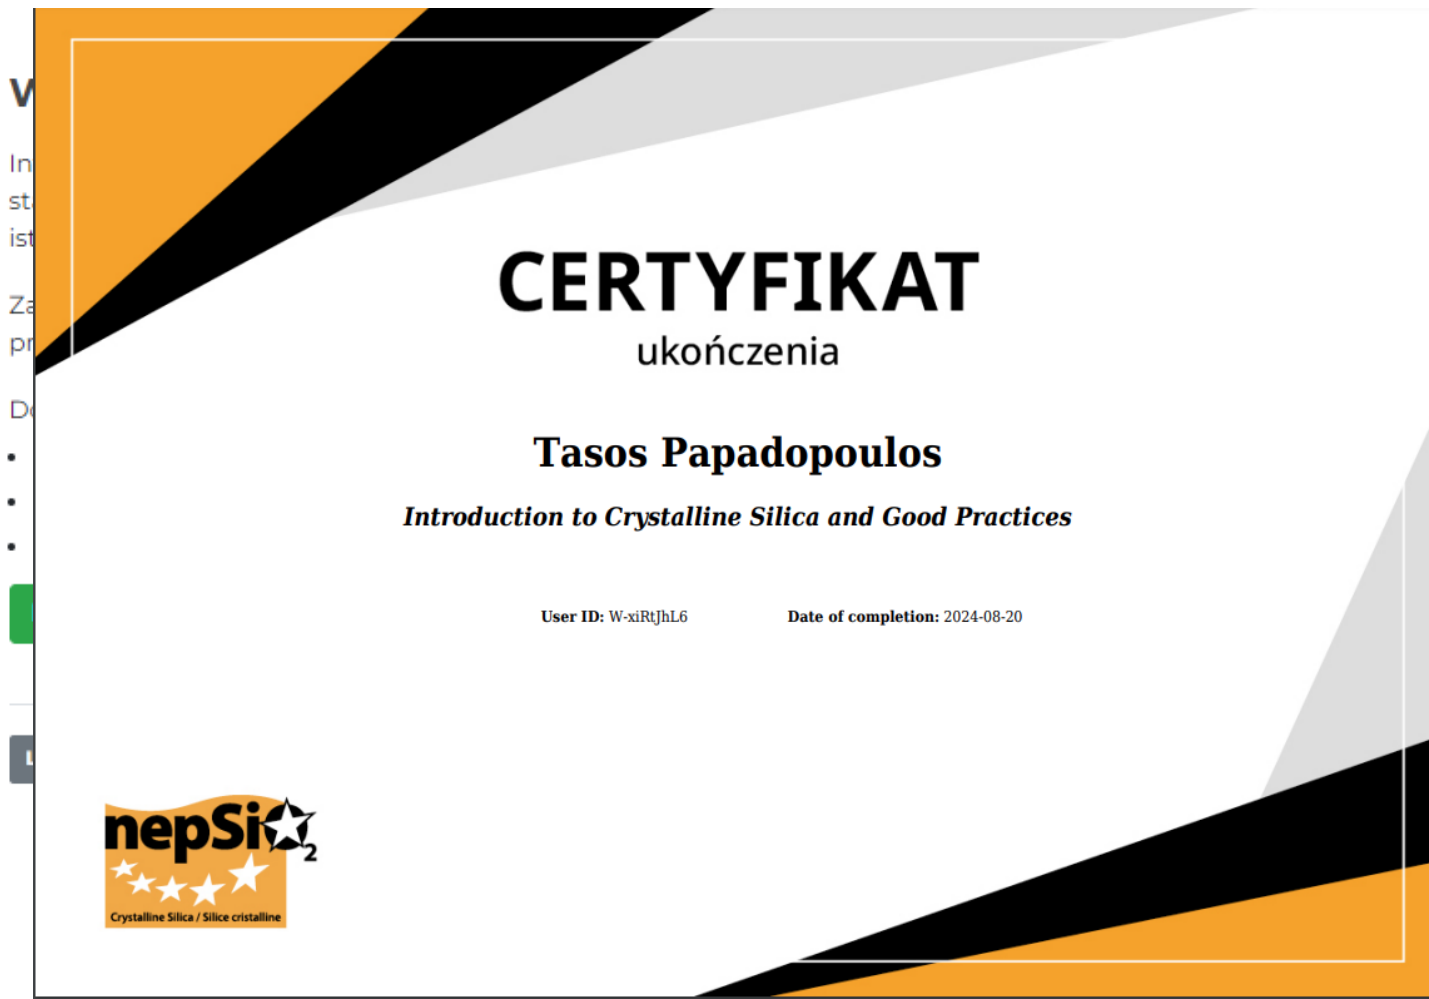 CERTYFIKAT
ukończenia
Tasos Papadopoulos
Introduction to Crystalline Silica and Good Practices
User ID: W-xiRtJhL6 Date of completion: 2024-08-20
nepSiO2
Crystalline Silica / Silice cristalline